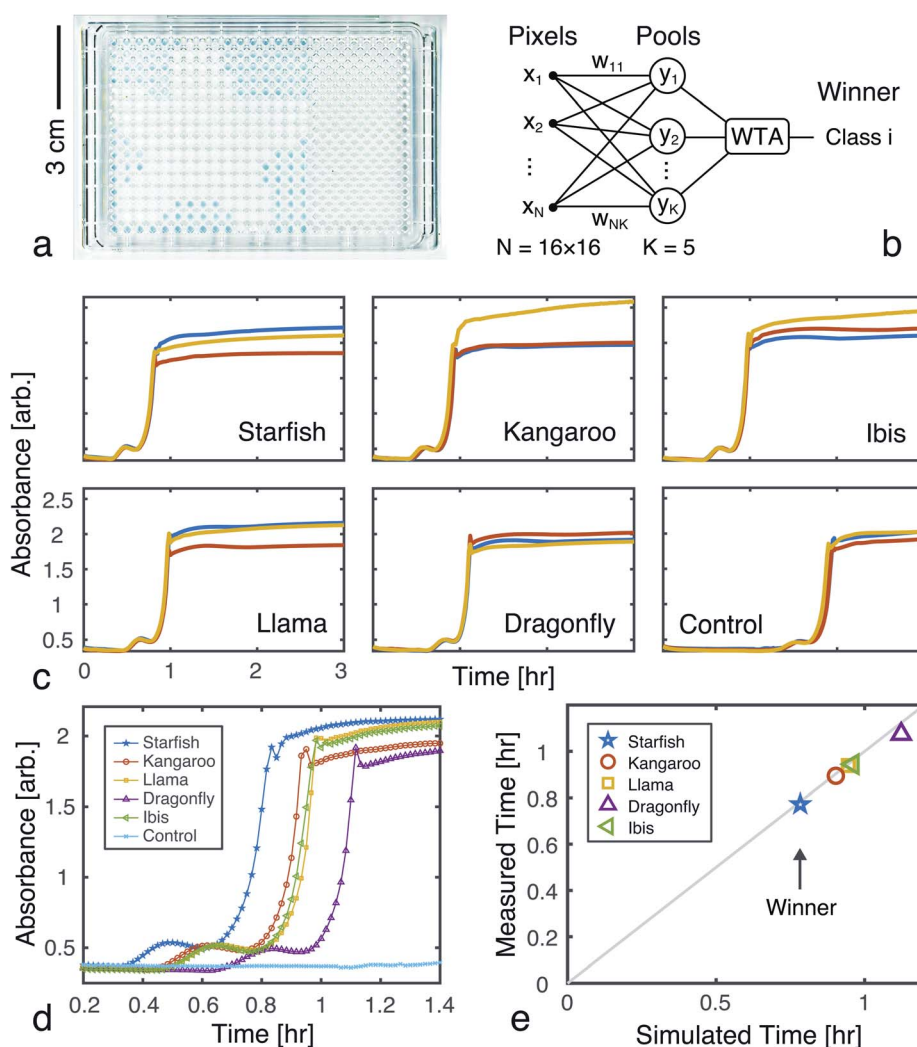 3 cm
a
Pixels
Pools
x1
x2
⋮
xN
w11
wNK
y1
y2
⋮
yK
WTA
Winner
Class i
N = 16×16
K = 5
b
Absorbance [arb.]
Starfish
Kangaroo
Ibis
2.5
2
1.5
1
0.5
Llama
Dragonfly
Control
0
1
2
3
Time [hr]
c
Absorbance [arb.]
2
1.5
1
0.5
Starfish
Kangaroo
Llama
Dragonfly
Ibis
Control
0.2
0.4
0.6
0.8
1
1.2
1.4
Time [hr]
d
Measured Time [hr]
1
0.8
0.6
0.4
0.2
0
Starfish
Kangaroo
Llama
Dragonfly
Ibis
Winner
0
0.5
1
Simulated Time [hr]
e